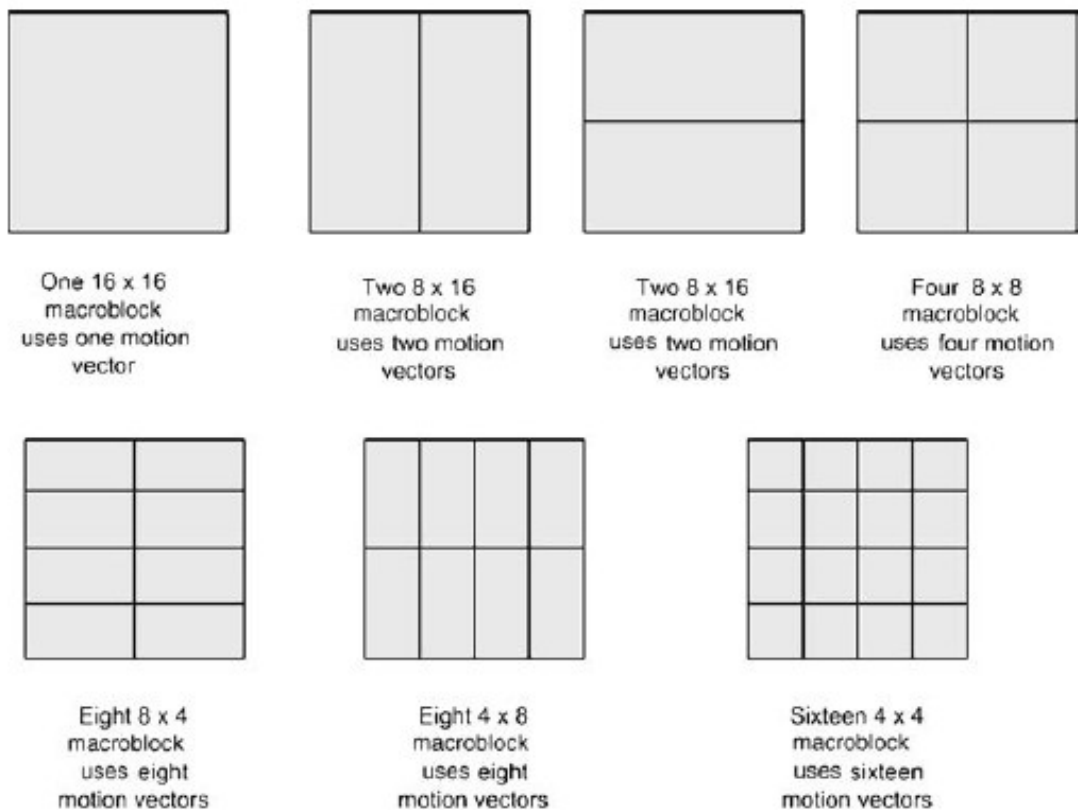 One 16 x 16
macroblock
uses one motion
vector
Two 8 x 16
macroblock
uses two motion
vectors
Two 8 x 16
macroblock
uses two motion
vectors
Four 8 x 8
macroblock
uses four motion
vectors
Eight 8 x 4
macroblock
uses eight
motion vectors
Eight 4 x 8
macroblock
uses eight
motion vectors
Sixteen 4 x 4
macroblock
uses sixteen
motion vectors